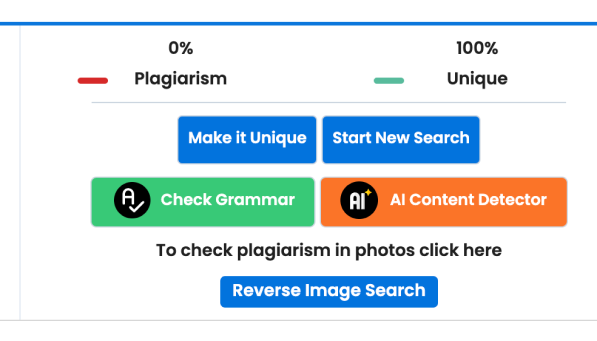 0% 100%
Plagiarism Unique
Make it Unique Start New Search
Check Grammar AI AI Content Detector
To check plagiarism in photos click here
Reverse Image Search